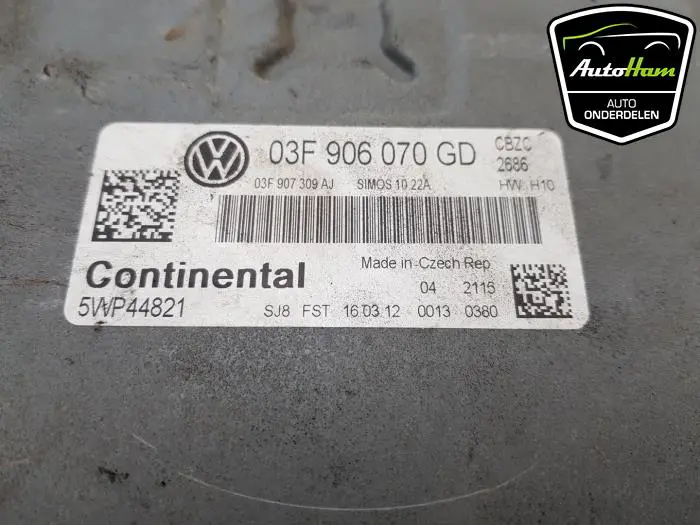 AutoHam
AUTO
ONDERDELEN
03F 906 070 GD
CBZC
2686
03F 907 309 AJ SIMOS 10.22A HW: H10
Continental
Made in Czech Rep.
04 2115
5WP44821
SJ8 FST 16.03.12 0013 0380